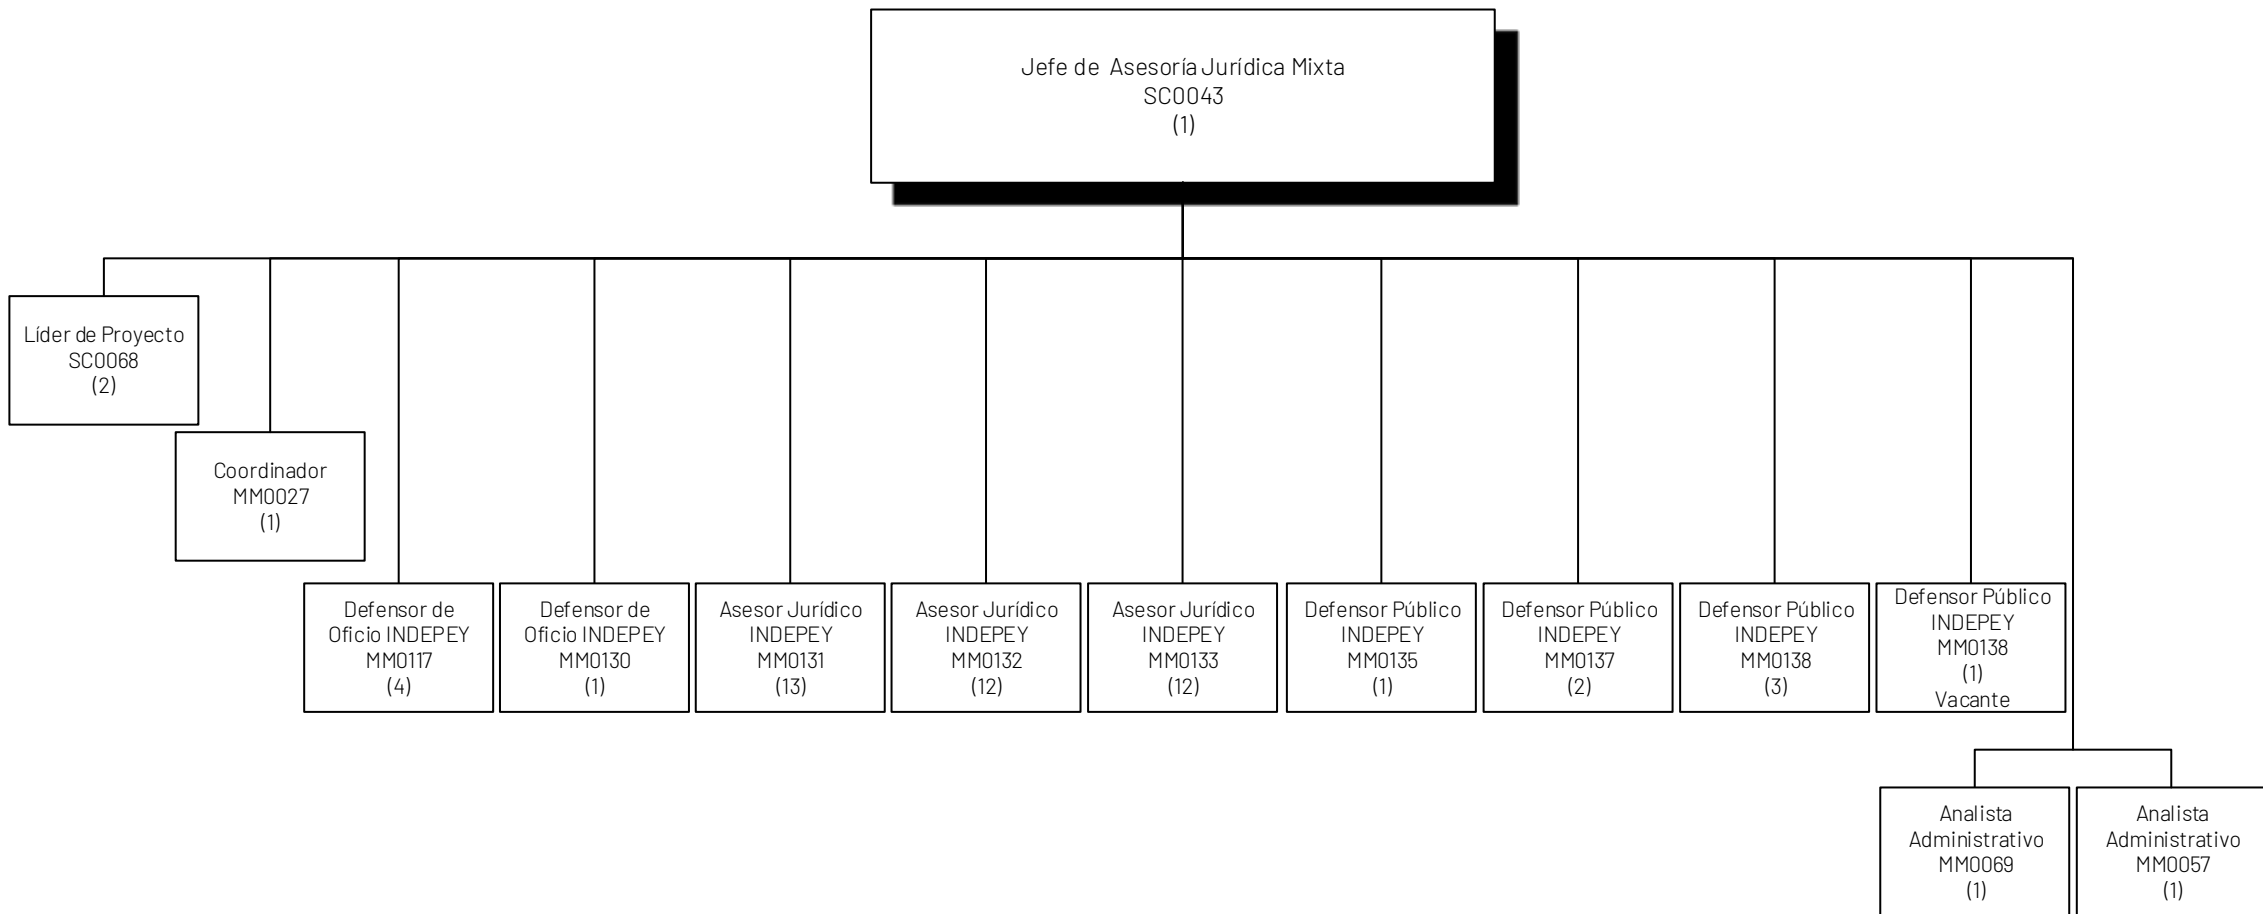 Jefe de Asesoría Jurídica Mixta
SC0043
(1)
Líder de Proyecto
SC0068
(2)
Coordinador
MM0027
(1)
Defensor de
Oficio INDEPEY
MM0117
(4)
Defensor de
Oficio INDEPEY
MM0130
(1)
Asesor Jurídico
INDEPEY
MM0131
(13)
Asesor Jurídico
INDEPEY
MM0132
(12)
Asesor Jurídico
INDEPEY
MM0133
(12)
Defensor Público
INDEPEY
MM0135
(1)
Defensor Público
INDEPEY
MM0137
(2)
Defensor Público
INDEPEY
MM0138
(3)
Defensor Público
INDEPEY
MM0138
(1)
Vacante
Analista
Administrativo
MM0069
(1)
Analista
Administrativo
MM0057
(1)